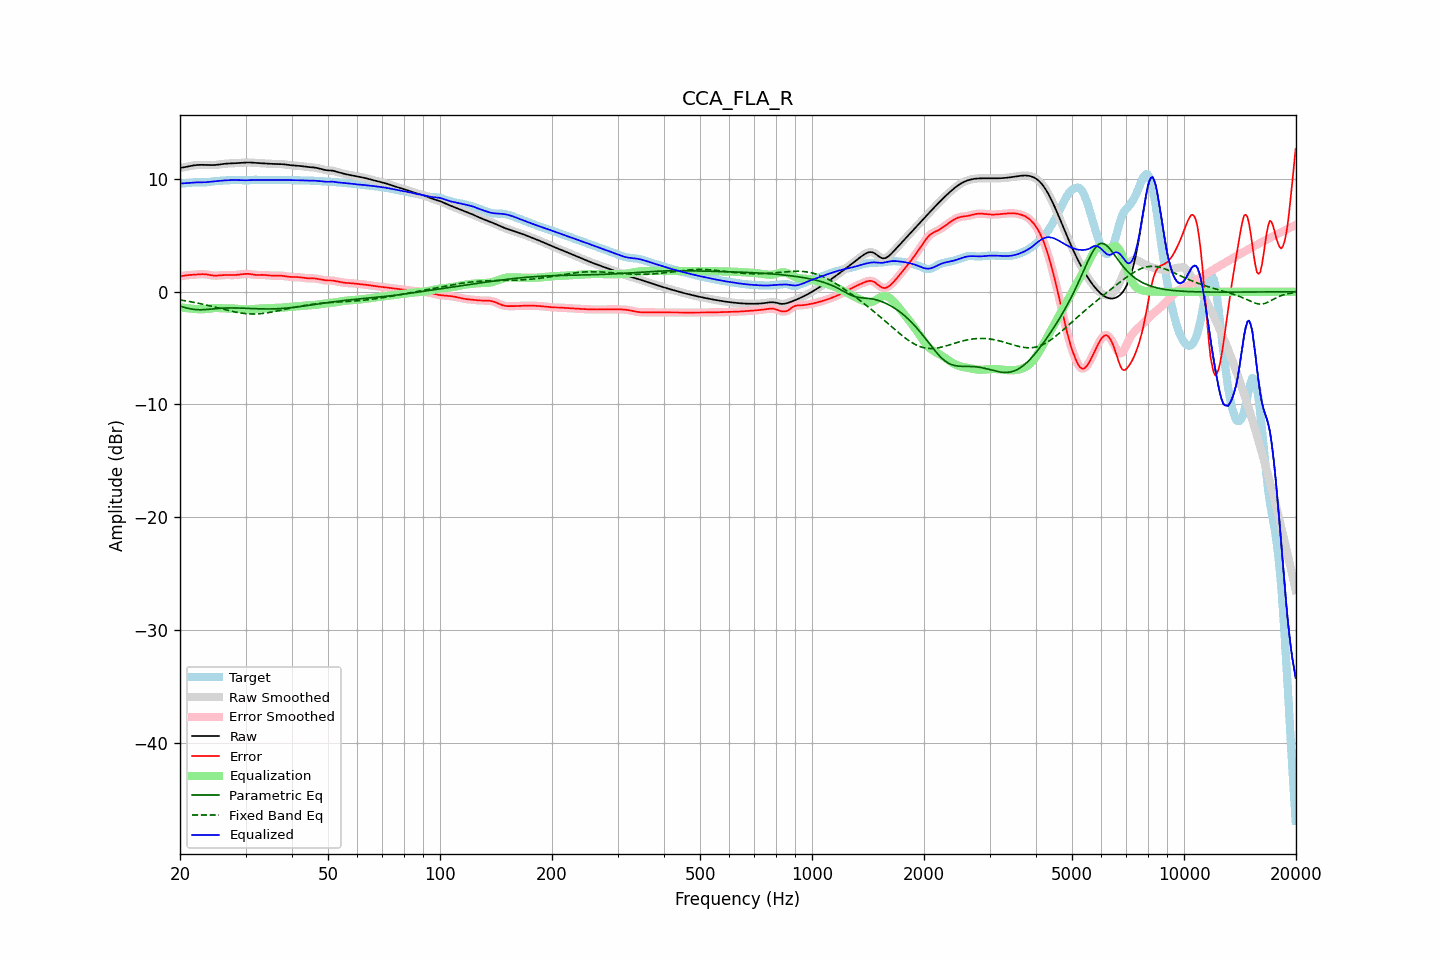 CCA_FLA_R
10
0
−10
−20
−30
−40
Amplitude (dBr)
Target
Raw Smoothed
Error Smoothed
Raw
Error
Equalization
Parametric Eq
Fixed Band Eq
Equalized
20 50 100 200 500 1000 2000 5000 10000 20000
Frequency (Hz)